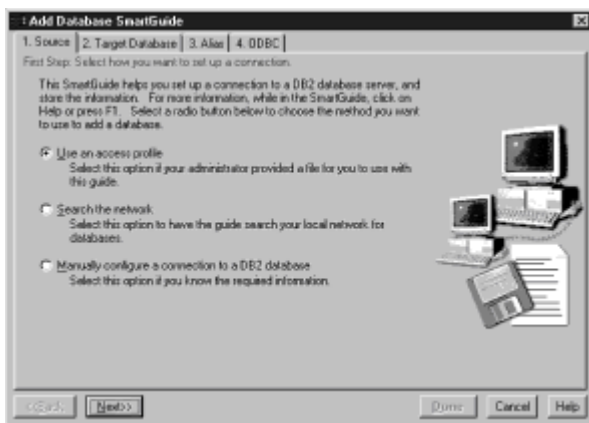 Add Database SmartGuide
1. Source 2. Target Database 3. Alias 4. ODBC
First Step: Select how you want to set up a connection.
This SmartGuide helps you set up a connection to a DB2 database server, and
store the information. For more information, while in the SmartGuide, click on
Help or press F1. Select a radio button below to choose the method you want
to use to add a database.
Use an access profile
Select this option if your administrator provided a file for you to use with
this guide.
Search the network
Select this option to have the guide search your local network for
databases.
Manually configure a connection to a DB2 database
Select this option if you know the required information.
<<Back Next>> Done Cancel Help